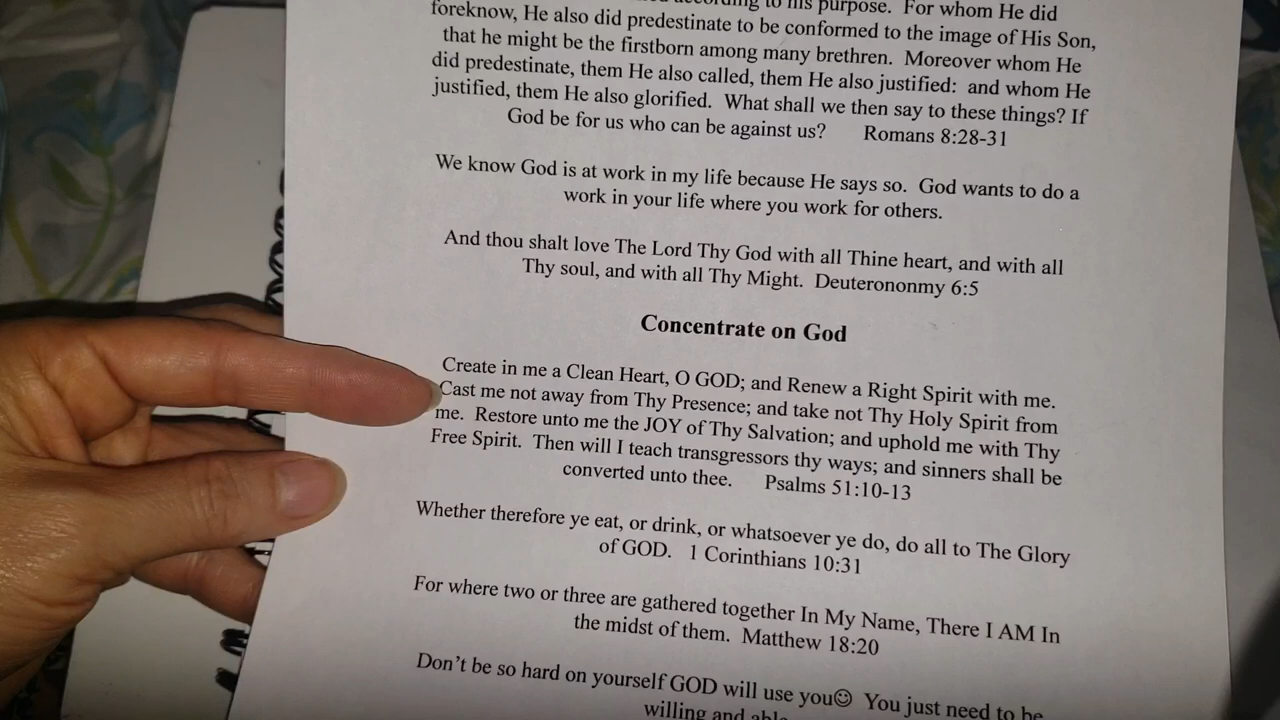 according to his purpose. For whom He did
foreknow, He also did predestinate to be conformed to the image of His Son,
that he might be the firstborn among many brethren. Moreover whom He
did predestinate, them He also called, them He also justified: and whom He
justified, them He also glorified. What shall we then say to these things? If
God be for us who can be against us? Romans 8:28-31
We know God is at work in my life because He says so. God wants to do a
work in your life where you work for others.
And thou shalt love The Lord Thy God with all Thine heart, and with all
Thy soul, and with all Thy Might. Deuterononmy 6:5
Concentrate on God
Create in me a Clean Heart, O GOD; and Renew a Right Spirit with me.
Cast me not away from Thy Presence; and take not Thy Holy Spirit from
me. Restore unto me the JOY of Thy Salvation; and uphold me with Thy
Free Spirit. Then will I teach transgressors thy ways; and sinners shall be
converted unto thee. Psalms 51:10-13
Whether therefore ye eat, or drink, or whatsoever ye do, do all to The Glory
of GOD. 1 Corinthians 10:31
For where two or three are gathered together In My Name, There I AM In
the midst of them. Matthew 18:20
Don't be so hard on yourself GOD will use you☺ You just need to be
willing and able